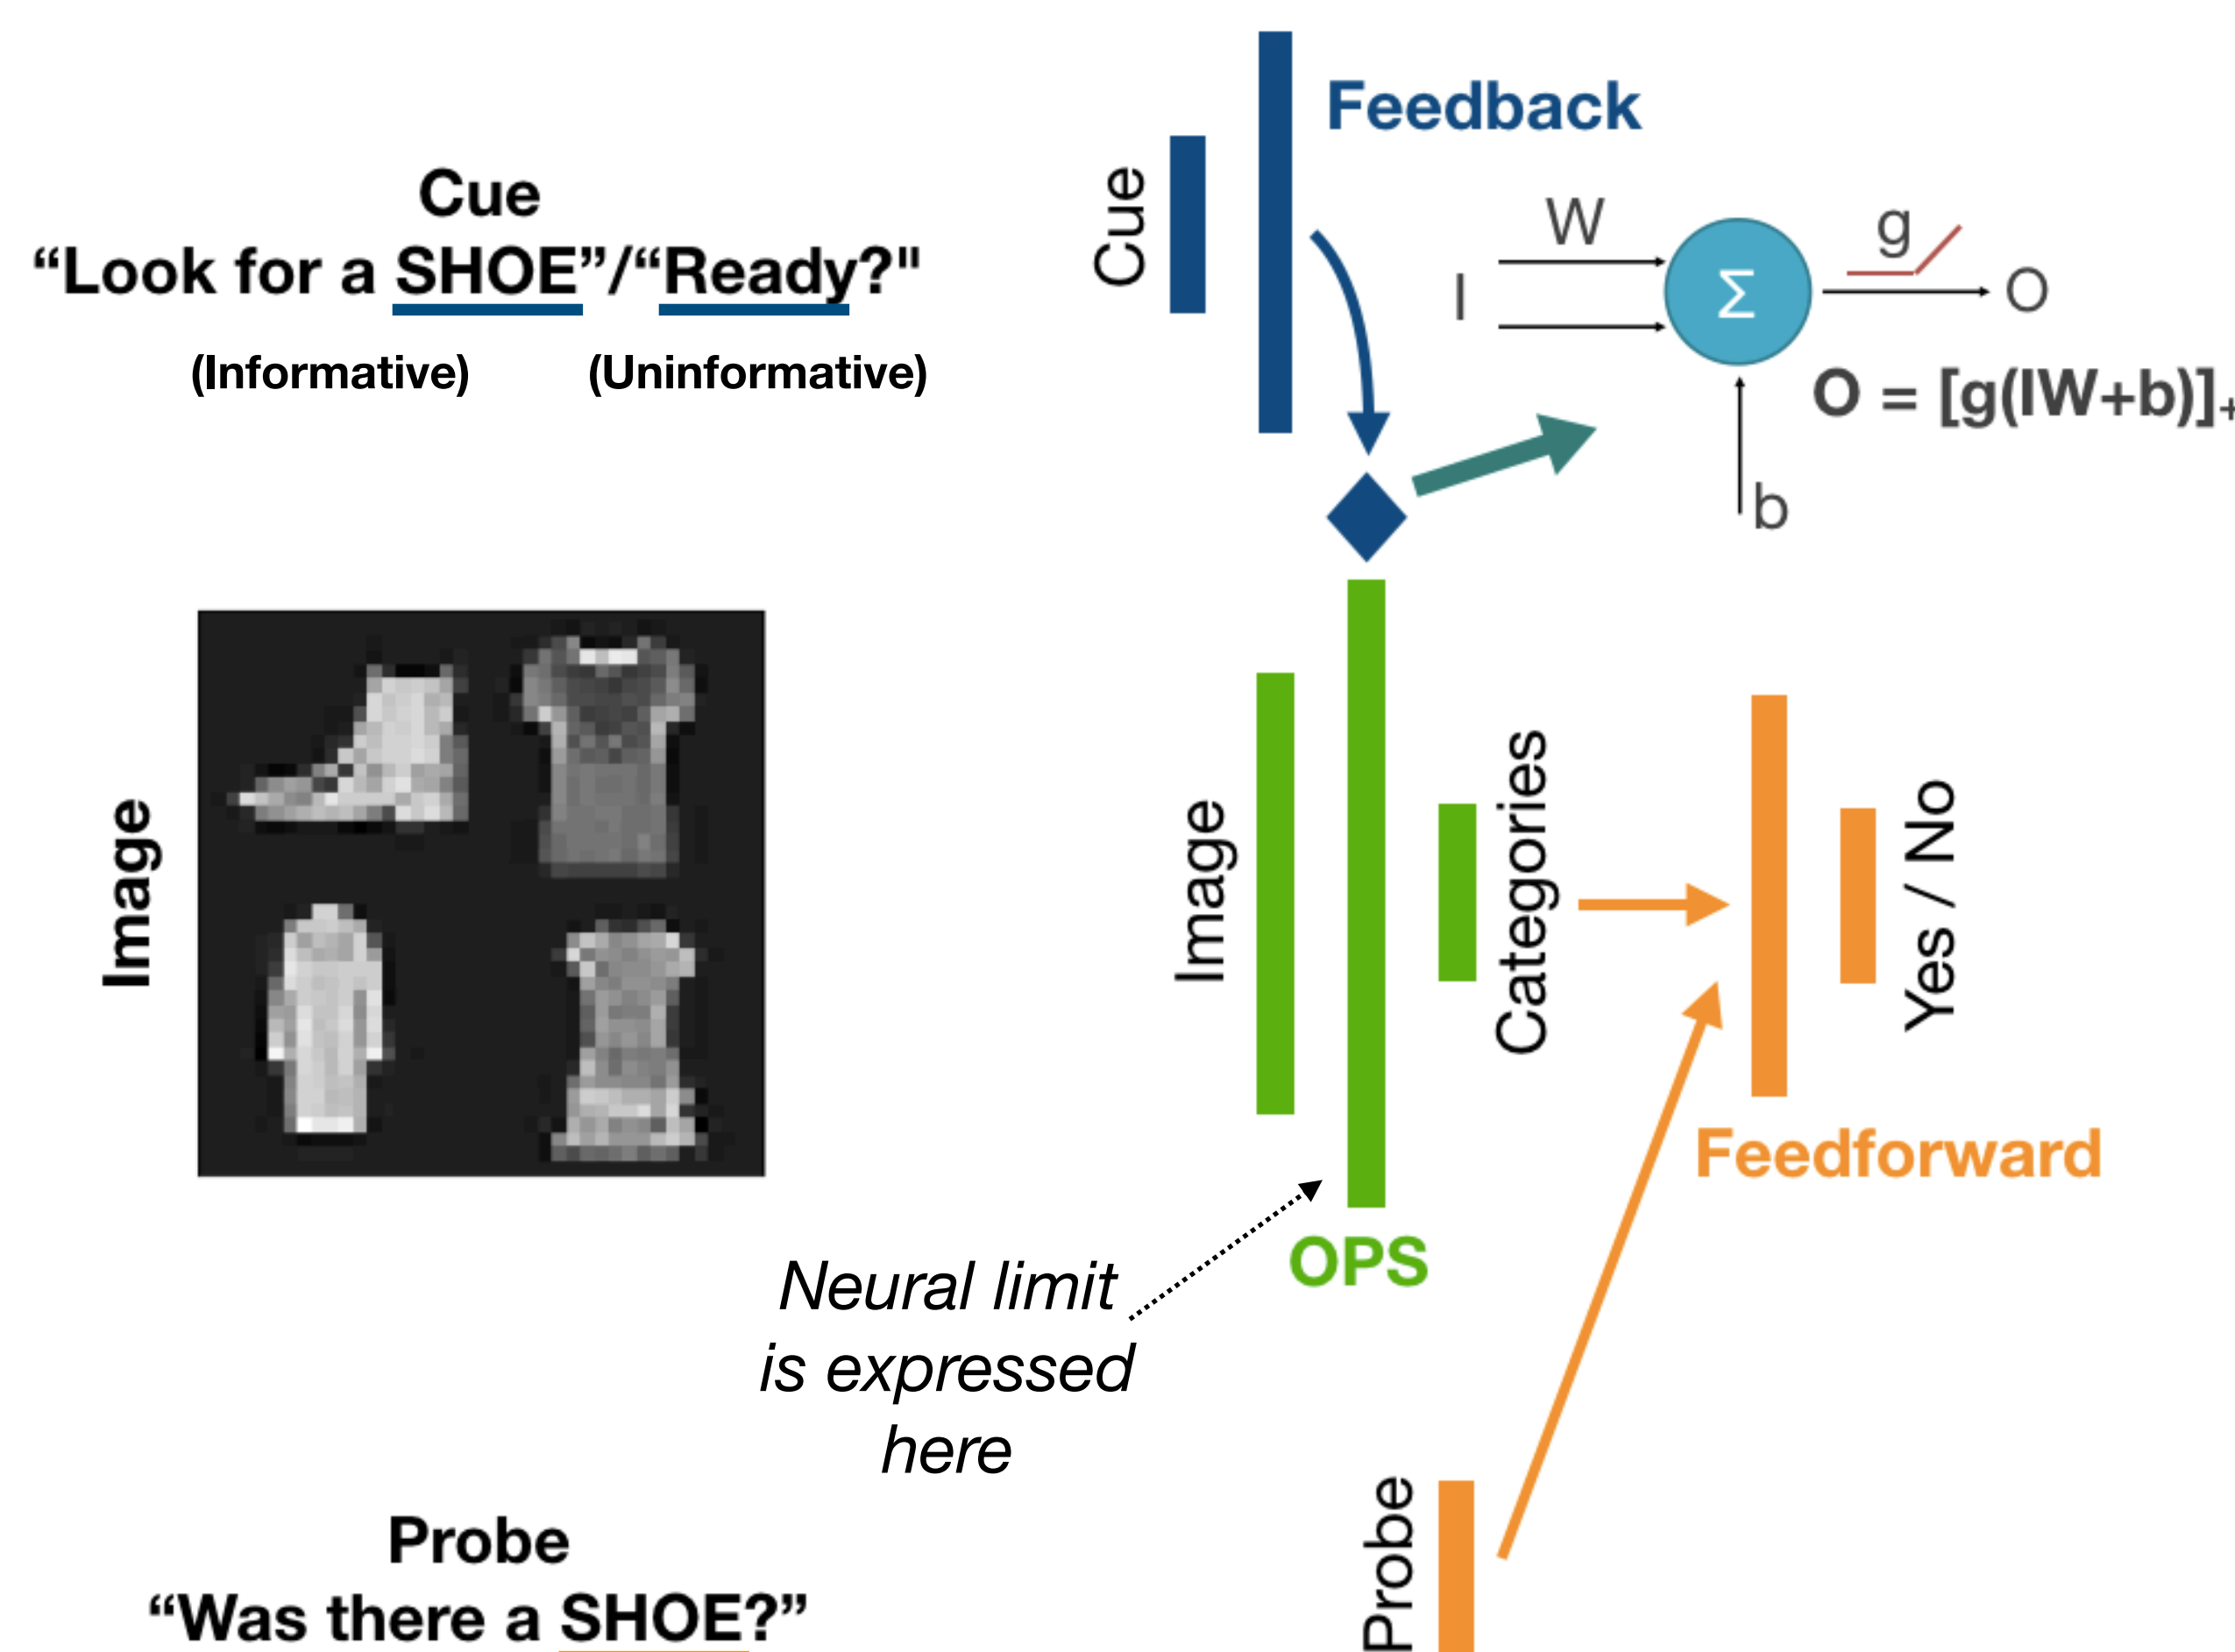 Cue
“Look for a SHOE”/“Ready?"
(Informative) (Uninformative)
Image
Probe
“Was there a SHOE?”
Neural limit
is expressed
here
Cue
Feedback
W
I
Σ
g
O
O = [g(IW+b)]+
b
Image
Categories
OPS
Yes / No
Feedforward
Probe